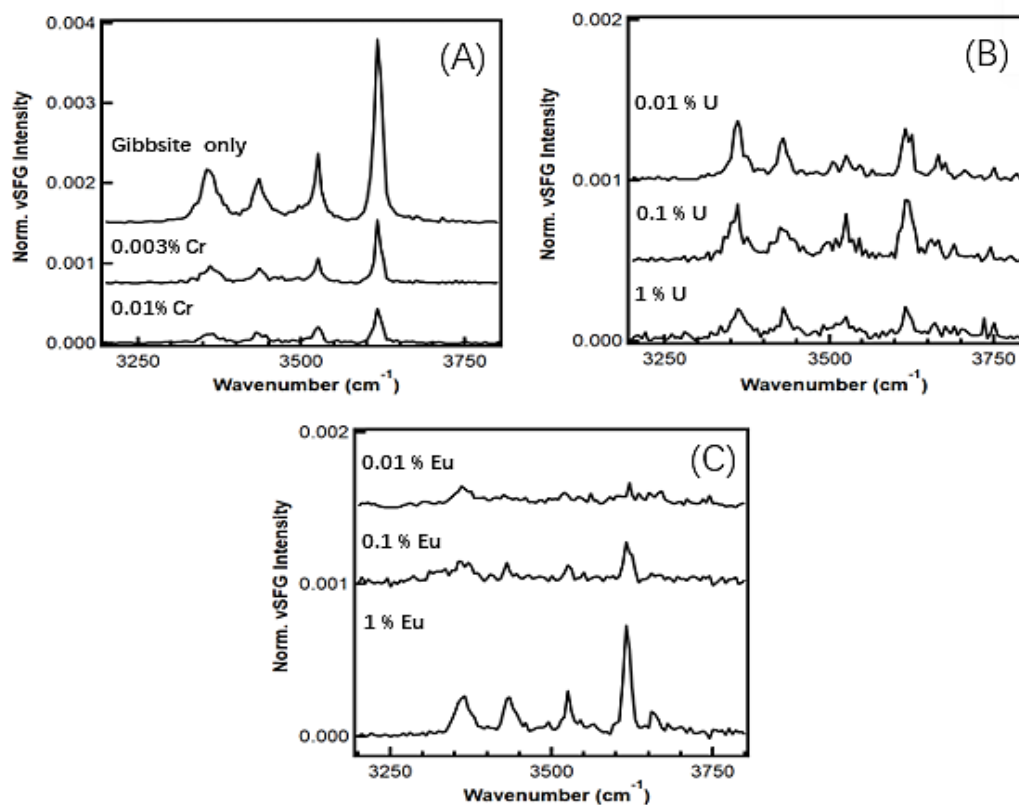 (A)
0.004
0.003
0.002
0.001
0.000
Norm. vSFG Intensity
Gibbsite only
0.003% Cr
0.01% Cr
3250
3500
3750
Wavenumber (cm⁻¹)
(B)
0.002
0.001
0.000
Norm. vSFG Intensity
0.01 % U
0.1 % U
1 % U
3250
3500
3750
Wavenumber (cm⁻¹)
(C)
0.002
0.001
0.000
Norm. vSFG Intensity
0.01 % Eu
0.1 % Eu
1 % Eu
3250
3500
3750
Wavenumber (cm⁻¹)